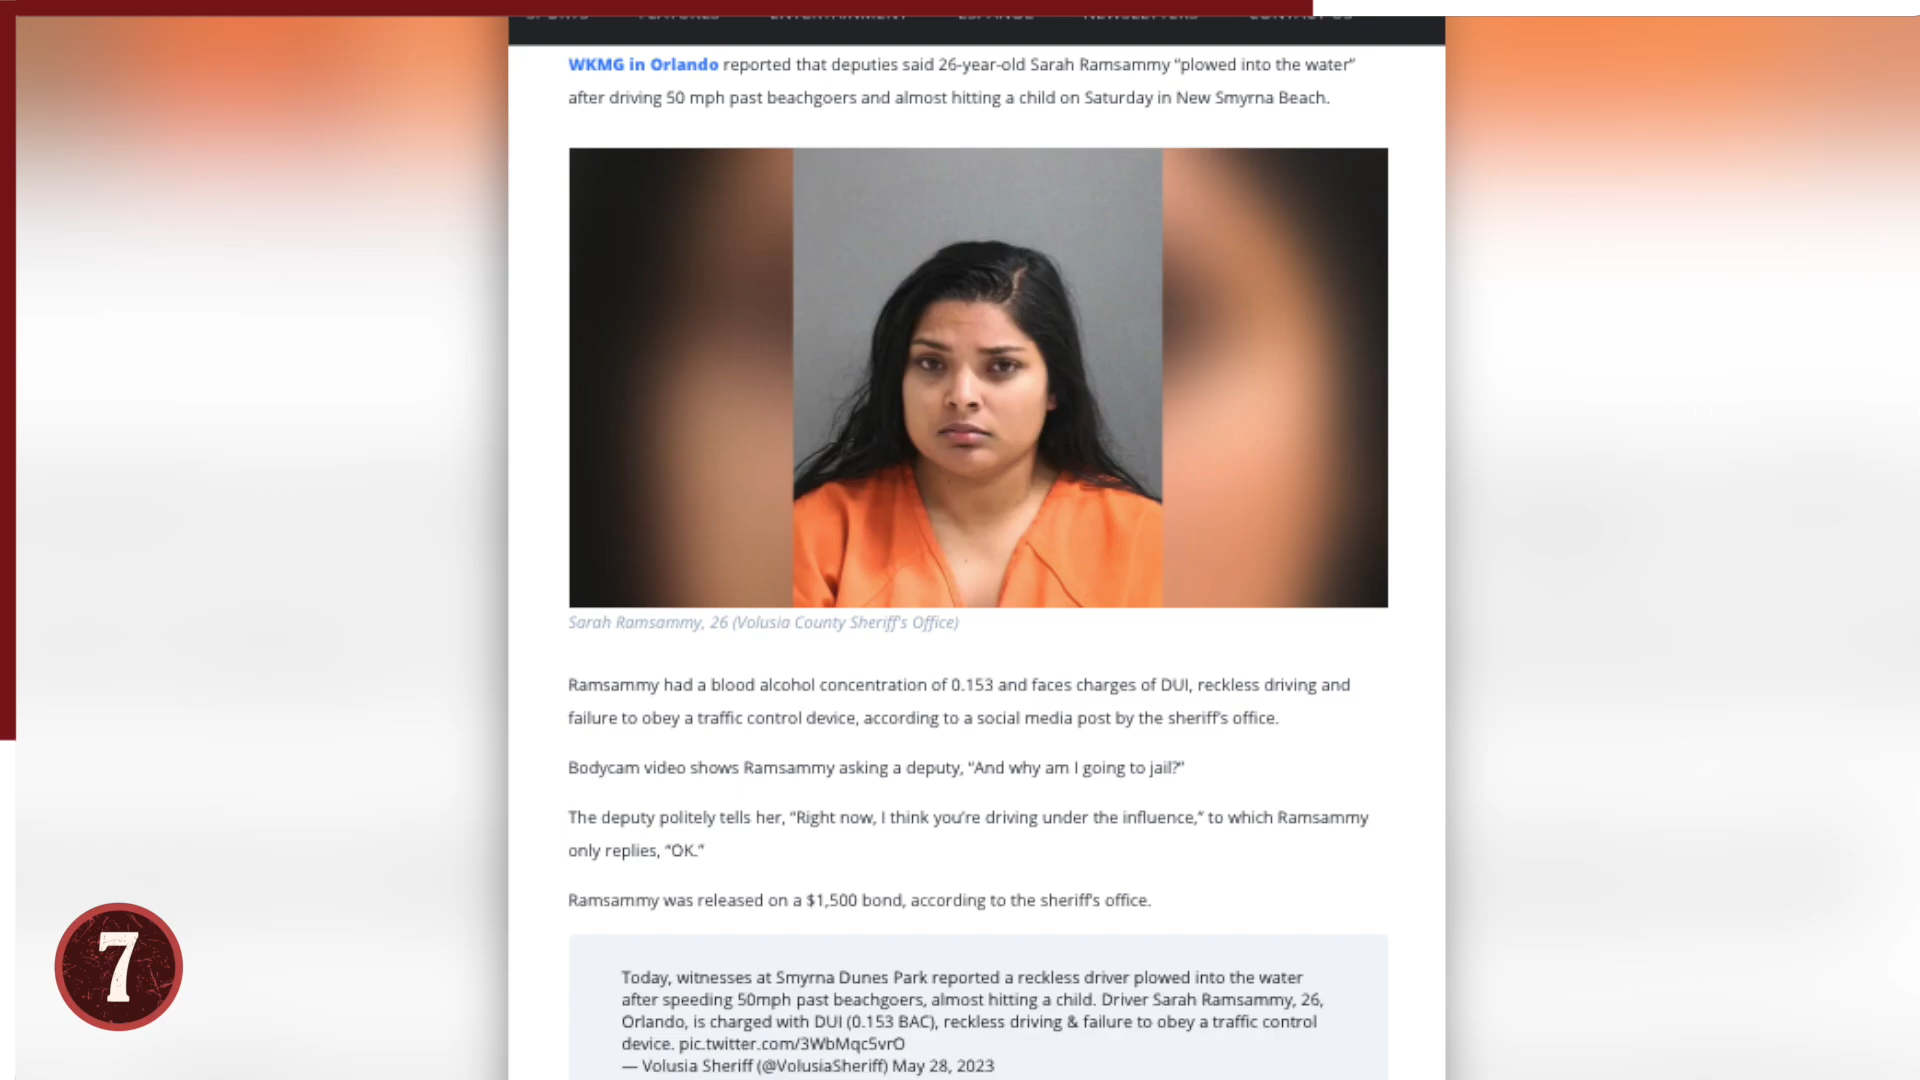 SPORTS FEATURES ENTERTAINMENT ESPANOL NEWSLETTERS CONTACT US
WKMG in Orlando reported that deputies said 26-year-old Sarah Ramsammy “plowed into the water”
after driving 50 mph past beachgoers and almost hitting a child on Saturday in New Smyrna Beach.
Sarah Ramsammy, 26 (Volusia County Sheriff's Office)
Ramsammy had a blood alcohol concentration of 0.153 and faces charges of DUI, reckless driving and
failure to obey a traffic control device, according to a social media post by the sheriff’s office.
Bodycam video shows Ramsammy asking a deputy, “And why am I going to jail?”
The deputy politely tells her, “Right now, I think you’re driving under the influence,” to which Ramsammy
only replies, “OK.”
Ramsammy was released on a $1,500 bond, according to the sheriff’s office.
Today, witnesses at Smyrna Dunes Park reported a reckless driver plowed into the water
after speeding 50mph past beachgoers, almost hitting a child. Driver Sarah Ramsammy, 26,
Orlando, is charged with DUI (0.153 BAC), reckless driving & failure to obey a traffic control
device. pic.twitter.com/3WbMqc5vrO
— Volusia Sheriff (@VolusiaSheriff) May 28, 2023
7